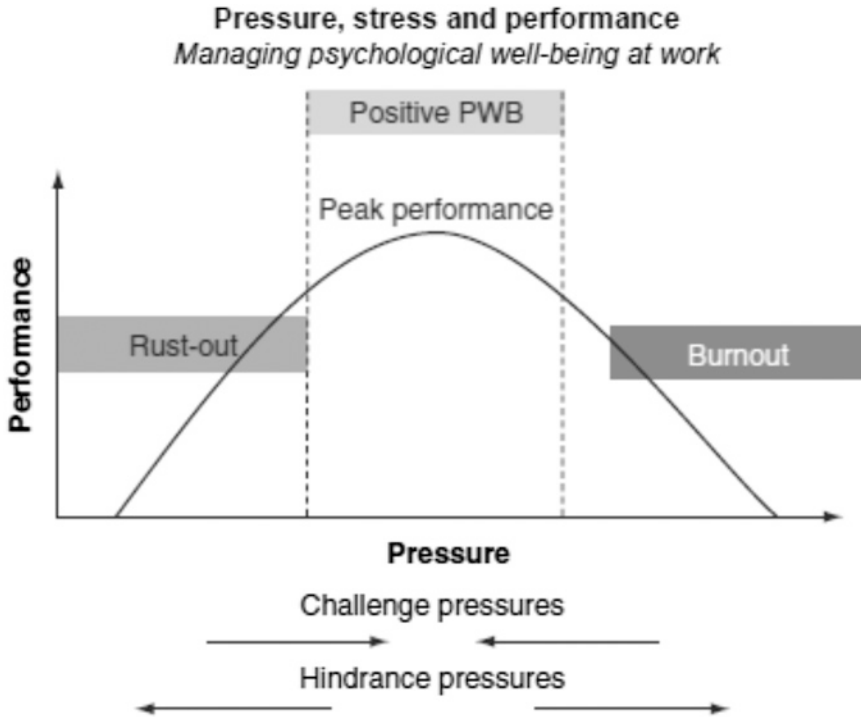 Pressure, stress and performance
Managing psychological well-being at work
Positive PWB
Peak performance
Performance
Rust-out
Burnout
Pressure
Challenge pressures
Hindrance pressures